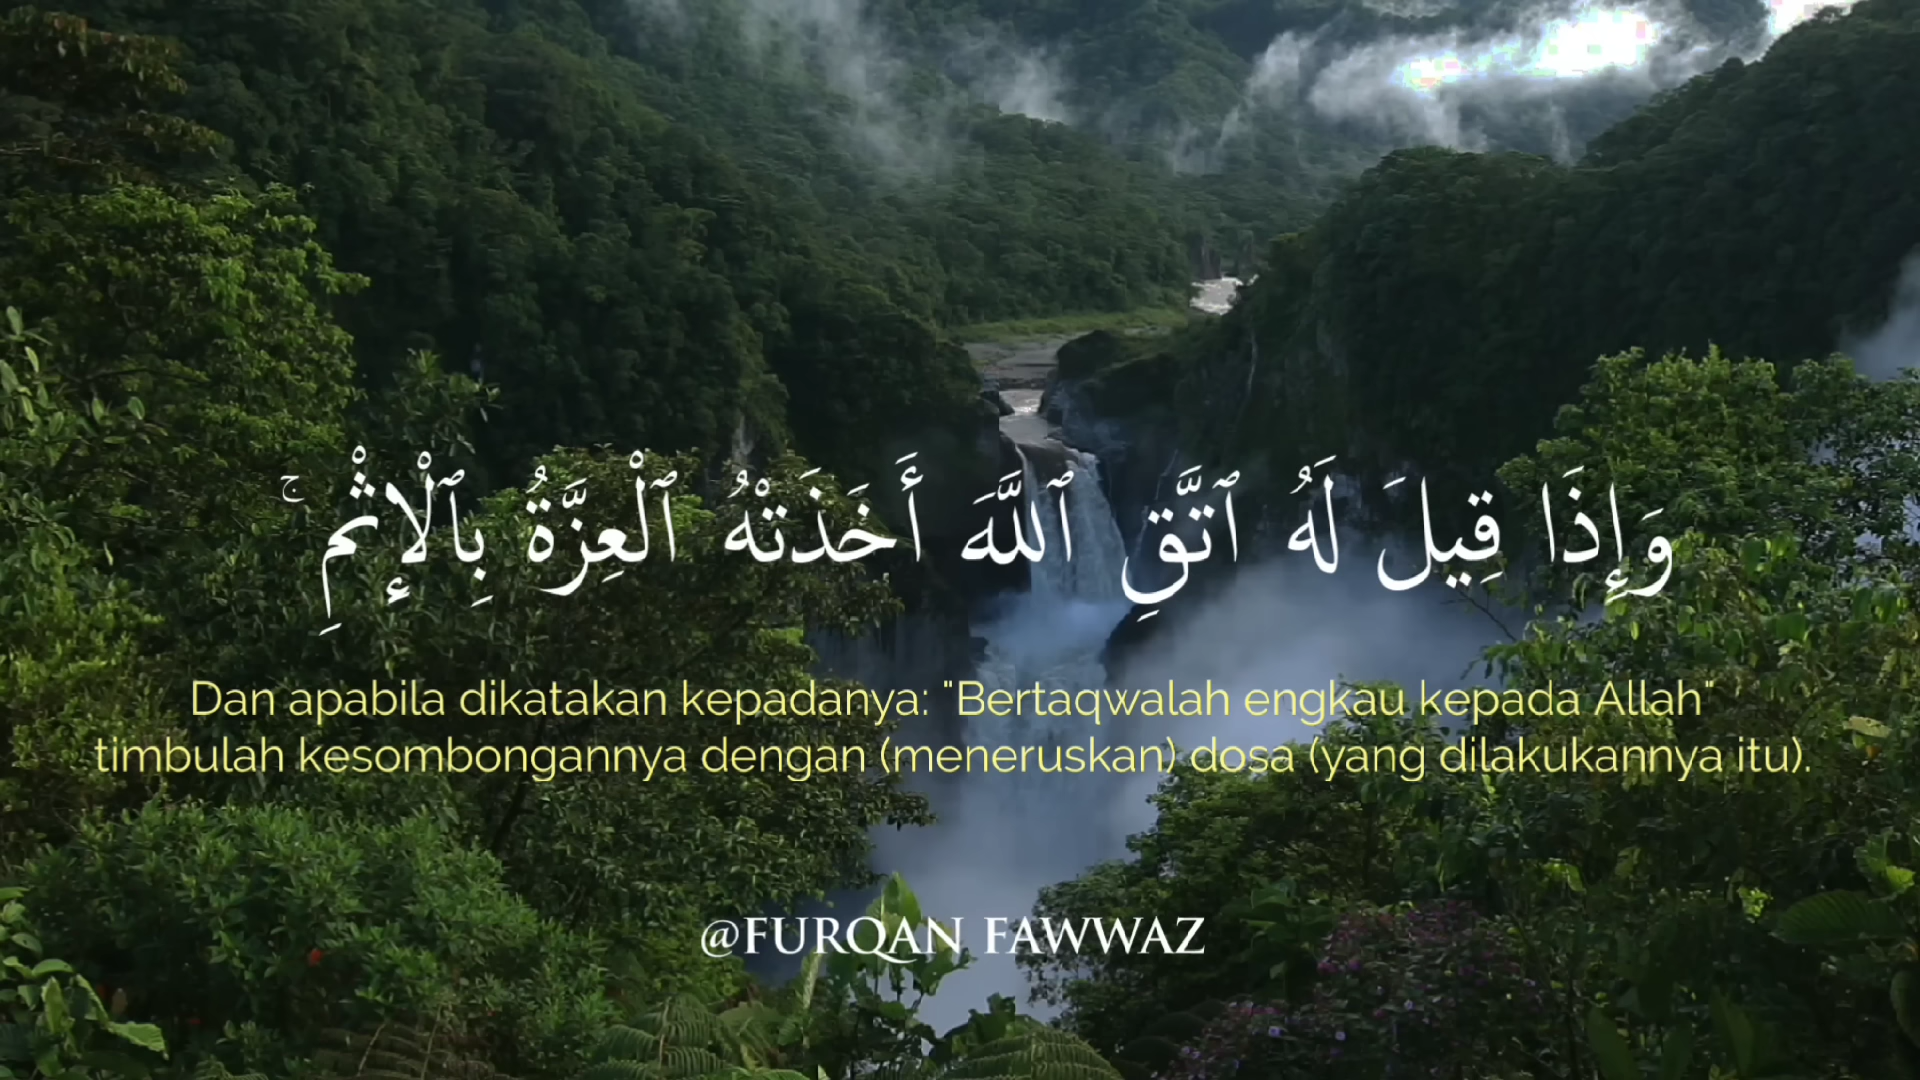 وَإِذَا قِيلَ لَهُ ٱتَّقِ ٱللَّهَ أَخَذَتْهُ ٱلْعِزَّةُ بِٱلْإِثْمِ ۚ
Dan apabila dikatakan kepadanya: "Bertaqwalah engkau kepada Allah"
timbulah kesombongannya dengan (meneruskan) dosa (yang dilakukannya itu).
@FURQAN FAWWAZ